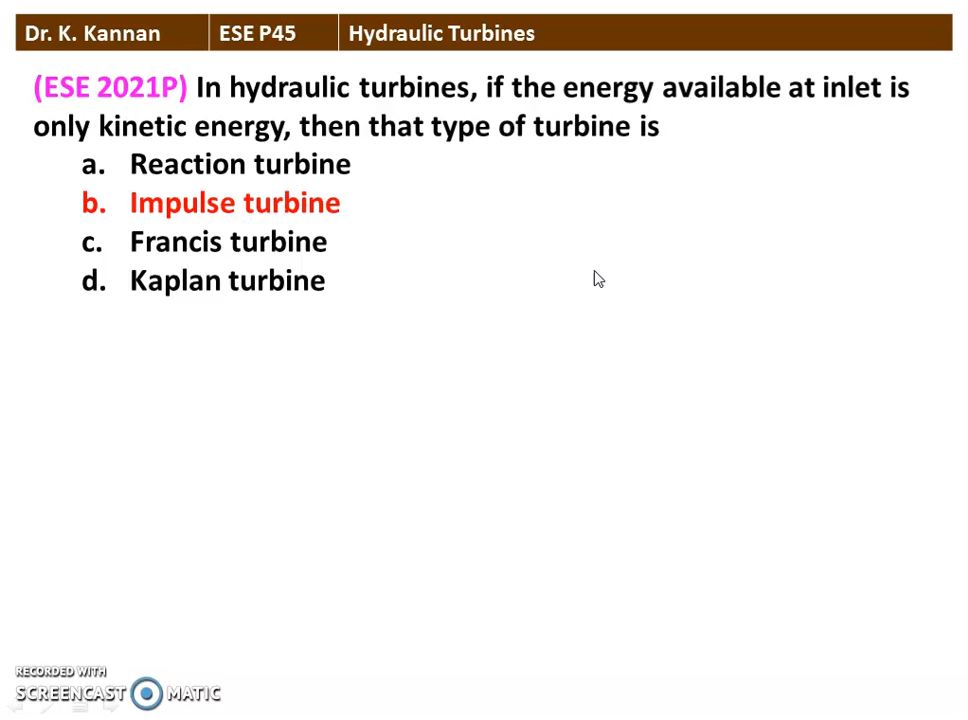 Dr. K. Kannan ESE P45 Hydraulic Turbines
(ESE 2021P) In hydraulic turbines, if the energy available at inlet is
only kinetic energy, then that type of turbine is
a. Reaction turbine
b. Impulse turbine
c. Francis turbine
d. Kaplan turbine
RECORDED WITH
SCREENCAST MATIC